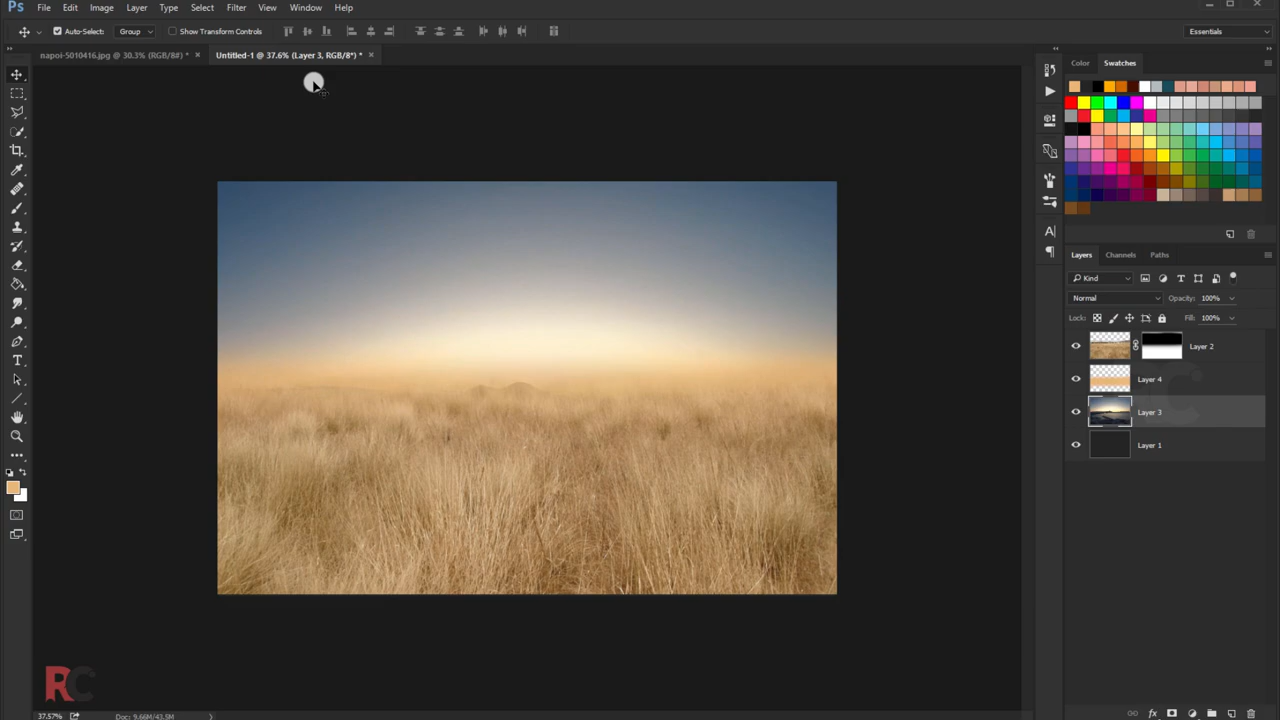 Ps File Edit Image Layer Type Select Filter View Window Help
Auto-Select: Group Show Transform Controls Essentials
napoi-5010416.jpg @ 30.3% (RGB/8#) * × Untitled-1 @ 37.6% (Layer 3, RGB/8*) * ×
Color Swatches
Layers Channels Paths
Kind
Normal Opacity: 100%
Lock: Fill: 100%
Layer 2
Layer 4
Layer 3
Layer 1
RC
37.57% Doc: 9.66M/43.5M